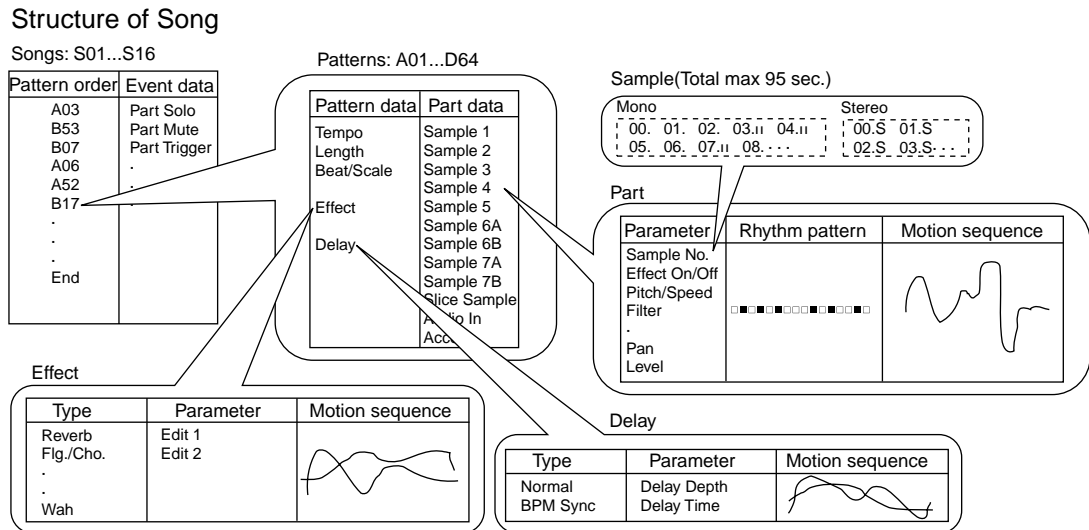 Structure of Song
Songs: S01...S16
Pattern order Event data
A03 Part Solo
B53 Part Mute
B07 Part Trigger
A06 .
A52 .
B17 .
.
.
.
End
Patterns: A01...D64
Pattern data Part data
Tempo Sample 1
Length Sample 2
Beat/Scale Sample 3
Sample 4
Effect Sample 5
Sample 6A
Delay Sample 6B
Sample 7A
Sample 7B
Slice Sample
In
Sample(Total max 95 sec.)
Mono Stereo
00. 01. 02. 03.ıı 04.ıı 00.S 01.S
05. 06. 07.ıı 08.···· 02.S 03.S···
Part
Parameter Rhythm pattern Motion sequence
Sample No.
Effect On/Off
Pitch/Speed
Filter
.
Pan
Level
Effect
Type Parameter Motion sequence
Reverb Edit 1
Flg./Cho. Edit 2
.
.
Wah
Delay
Type Parameter Motion sequence
Normal Delay Depth
BPM Sync Delay Time